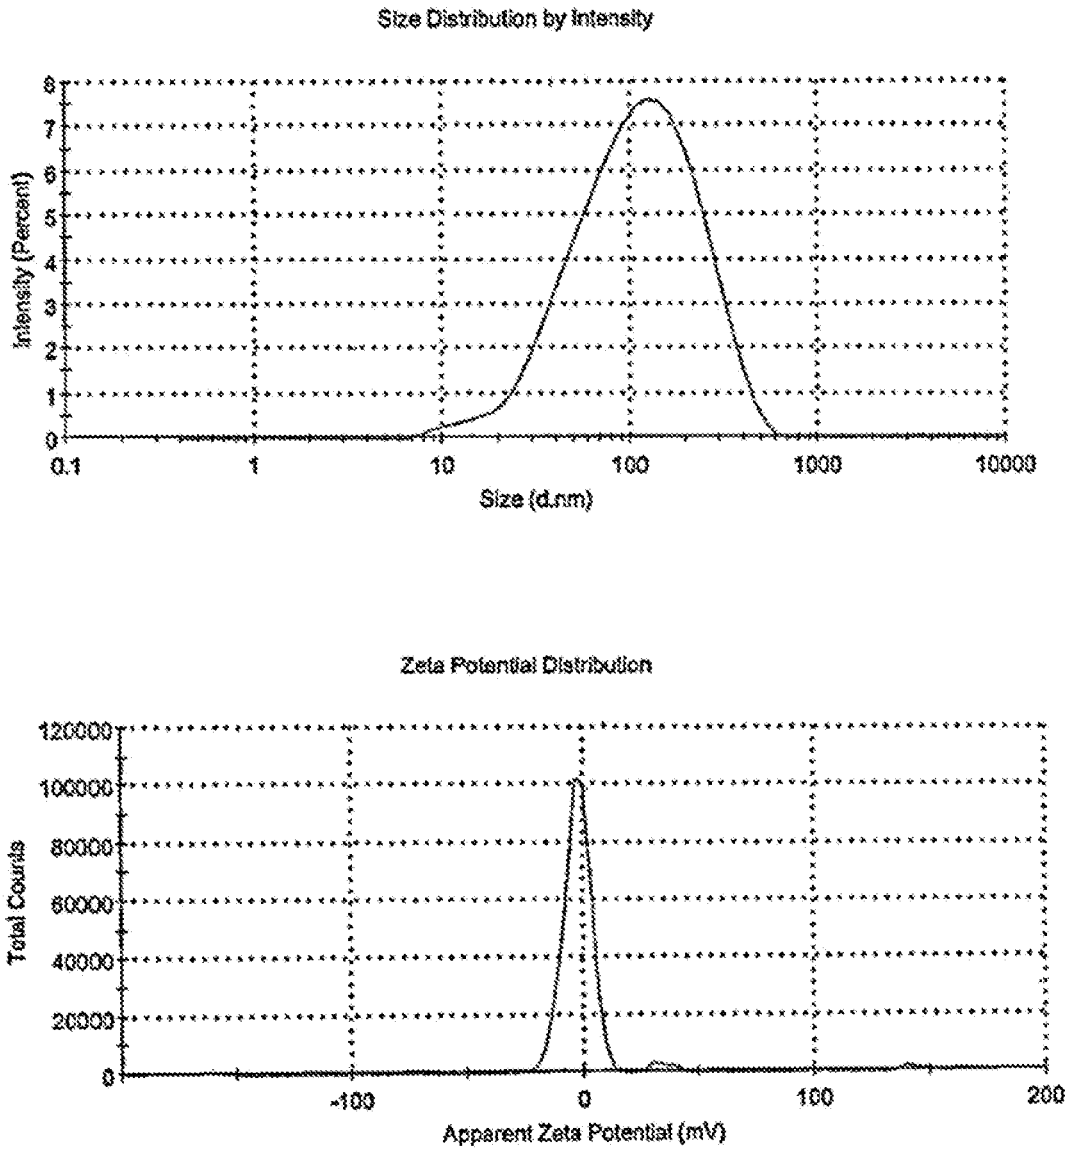 Size Distribution by Intensity
8
7
6
5
4
3
2
1
0
Intensity (Percent)
0.1 1 10 100 1000 10000
Size (d.nm)
Zeta Potential Distribution
120000
100000
80000
60000
40000
20000
0
Total Counts
-100 0 100 200
Apparent Zeta Potential (mV)